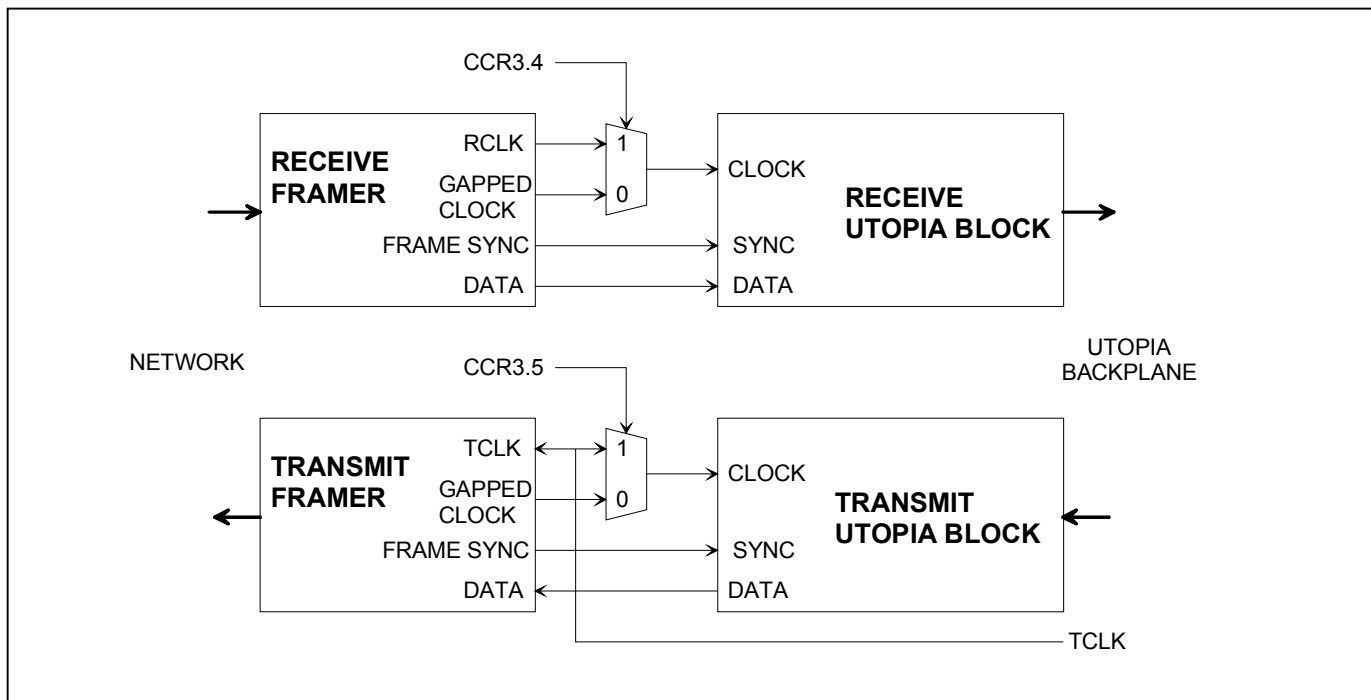 CCR3.4
RECEIVE
FRAMER
RCLK
GAPPED
CLOCK
FRAME SYNC
DATA
1
0
CLOCK
SYNC
DATA
RECEIVE
UTOPIA BLOCK
NETWORK
CCR3.5
UTOPIA
BACKPLANE
TRANSMIT
FRAMER
TCLK
GAPPED
CLOCK
FRAME SYNC
DATA
1
0
CLOCK
SYNC
DATA
TRANSMIT
UTOPIA BLOCK
TCLK